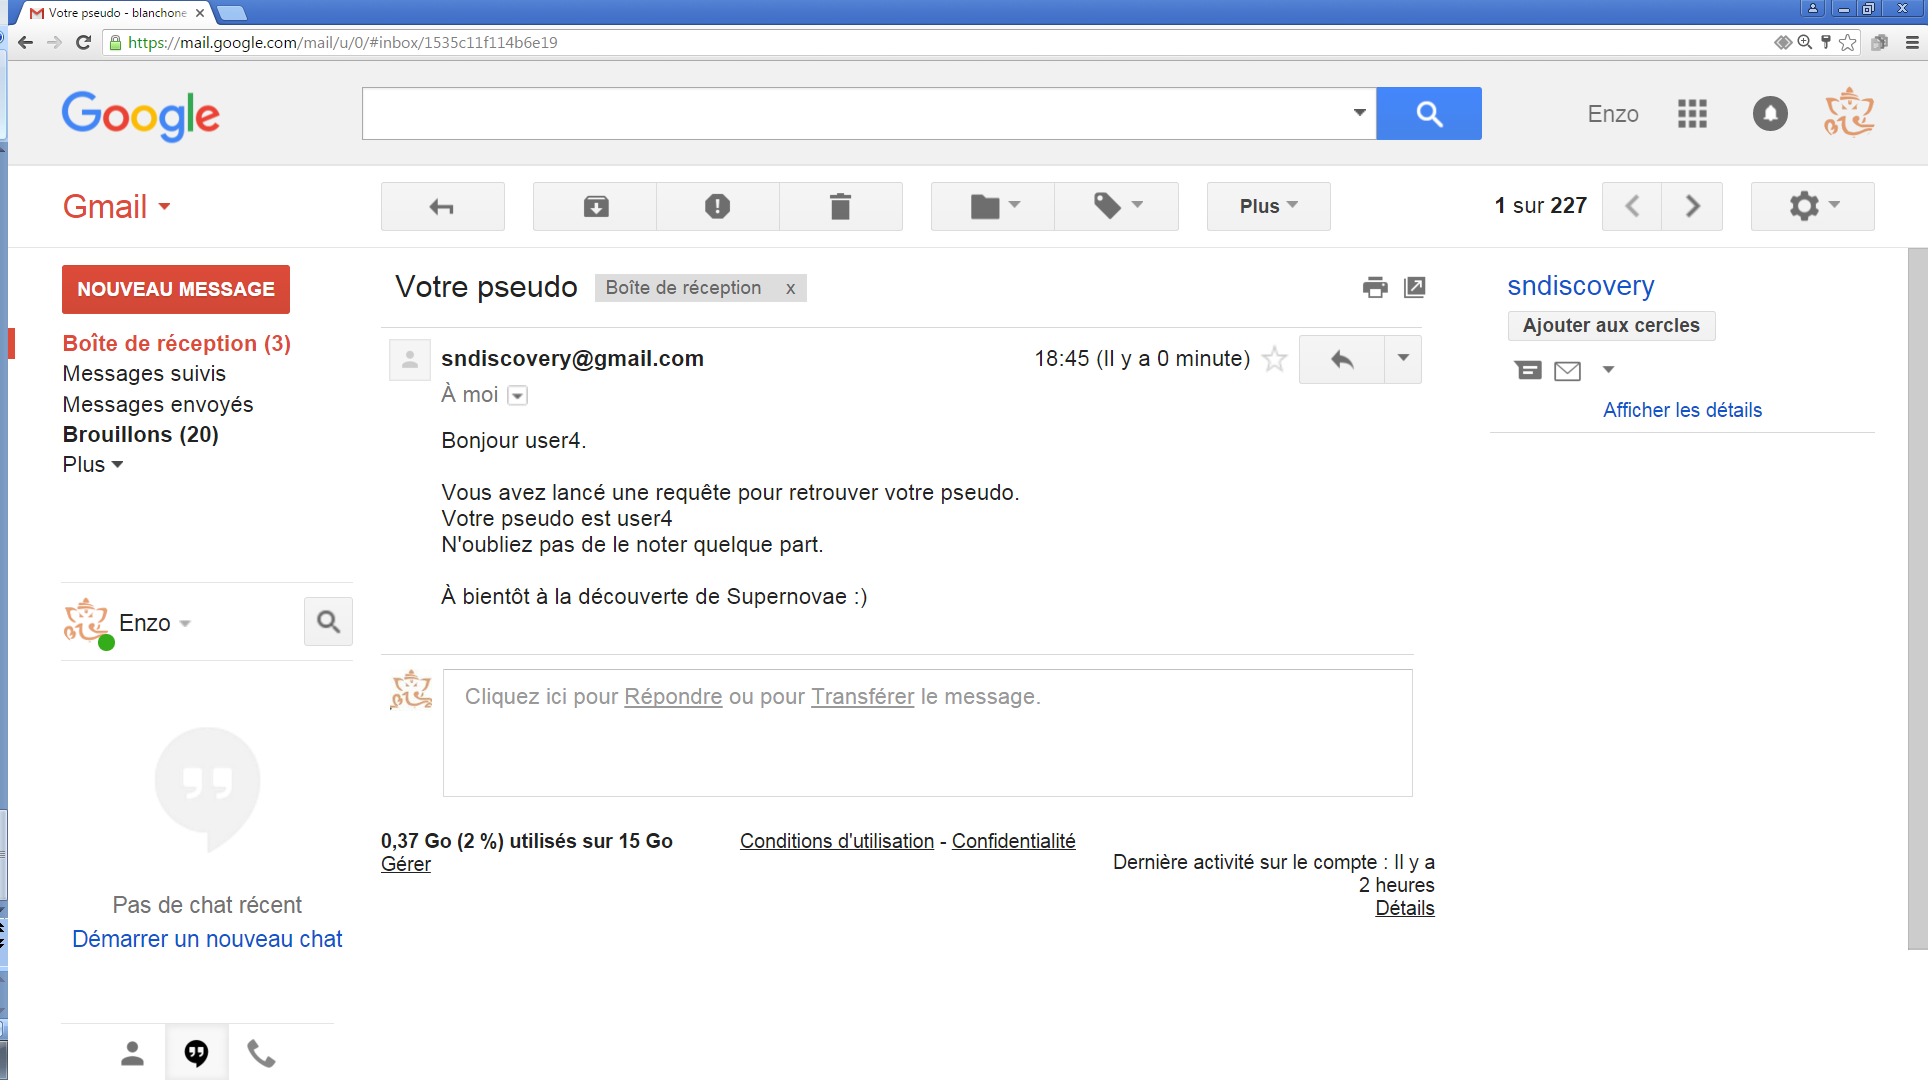 Votre pseudo - blanchone
https://mail.google.com/mail/u/0/#inbox/1535c11f114b6e19
Google
Enzo
Gmail
Plus
1 sur 227
NOUVEAU MESSAGE
Boîte de réception (3)
Messages suivis
Messages envoyés
Brouillons (20)
Plus
Votre pseudo
Boîte de réception x
sndiscovery@gmail.com
18:45 (Il y a 0 minute)
À moi
Bonjour user4.
Vous avez lancé une requête pour retrouver votre pseudo.
Votre pseudo est user4
N'oubliez pas de le noter quelque part.
À bientôt à la découverte de Supernovae :)
sndiscovery
Ajouter aux cercles
Afficher les détails
Enzo
Cliquez ici pour Répondre ou pour Transférer le message.
0,37 Go (2 %) utilisés sur 15 Go
Gérer
Conditions d'utilisation - Confidentialité
Dernière activité sur le compte : Il y a
2 heures
Détails
Pas de chat récent
Démarrer un nouveau chat